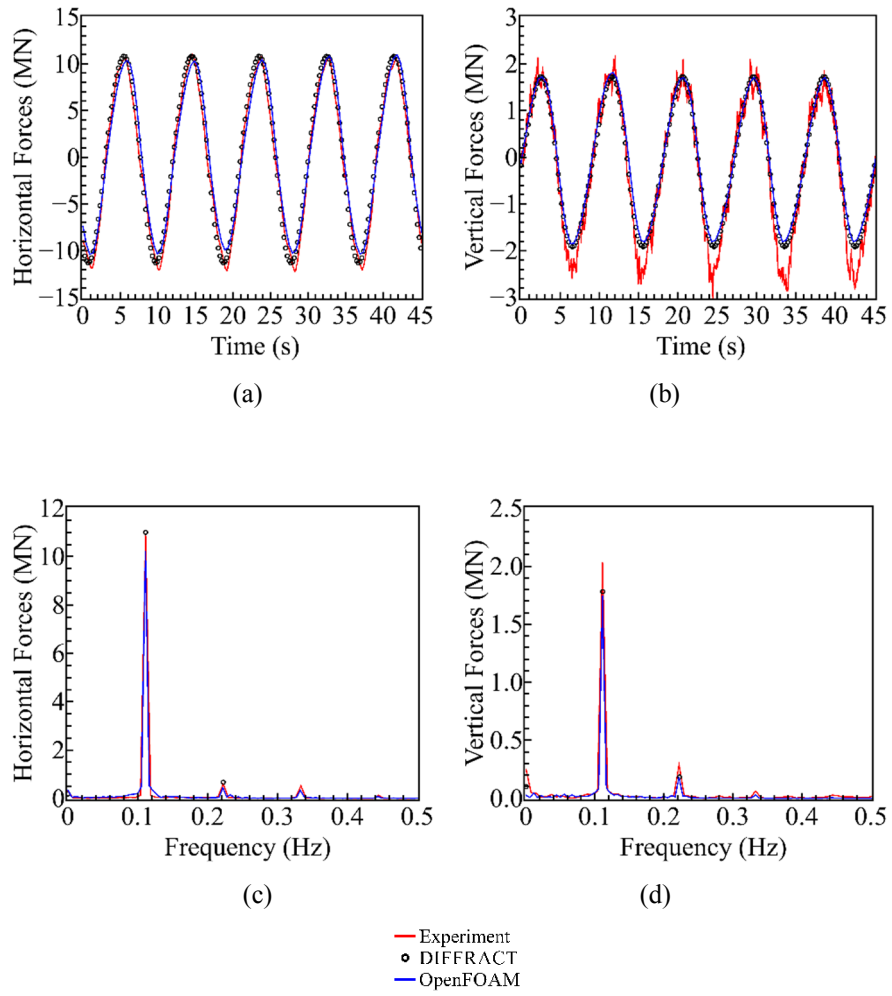 15
10
5
0
−5
−10
−15
Horizontal Forces (MN)
0 5 10 15 20 25 30 35 40 45
Time (s)
(a)
3
2
1
0
−1
−2
−3
Vertical Forces (MN)
0 5 10 15 20 25 30 35 40 45
Time (s)
(b)
12
10
8
6
4
2
0
Horizontal Forces (MN)
0 0.1 0.2 0.3 0.4 0.5
Frequency (Hz)
(c)
2.5
2.0
1.5
1.0
0.5
0.0
Vertical Forces (MN)
0 0.1 0.2 0.3 0.4 0.5
Frequency (Hz)
(d)
Experiment
DIFFRACT
OpenFOAM